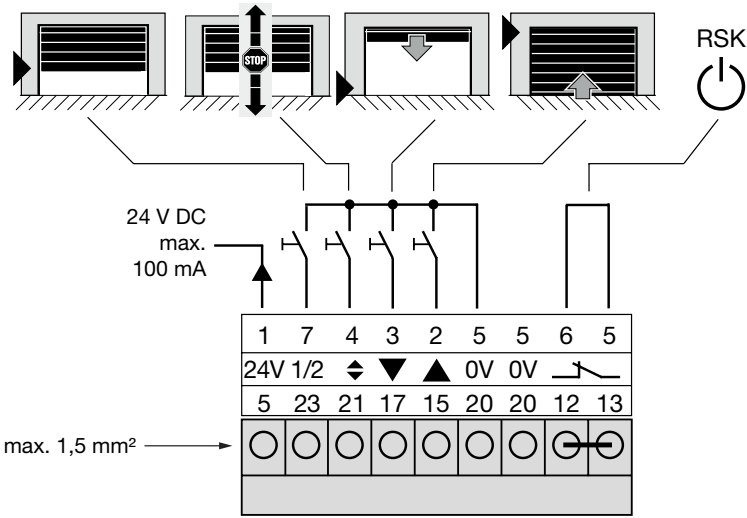 STOP
RSK
24 V DC
max.
100 mA
1 7 4 3 2 5 5 6 5
24V 1/2 0V 0V
5 23 21 17 15 20 20 12 13
max. 1,5 mm²